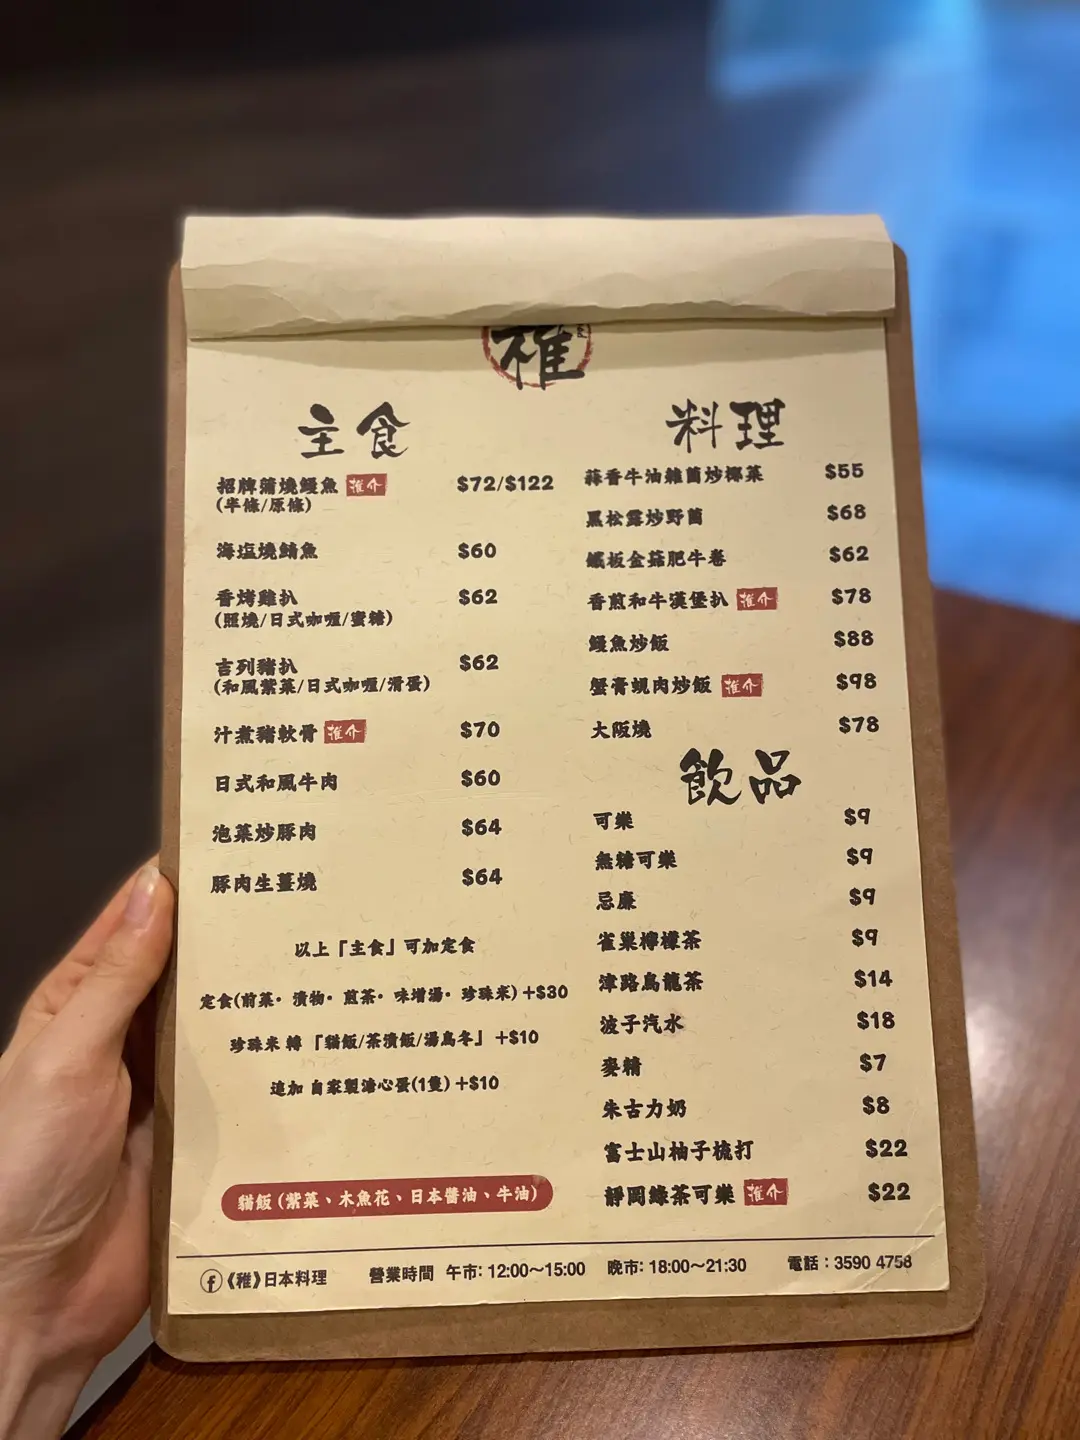 稚
主食
招牌蒲燒鰻魚 推介 $72/$122
(半條/原條)
海塩燒鯖魚 $60
香烤雞扒 $62
(照燒/日式咖喱/蜜糖)
吉列豬扒 $62
(和風紫菜/日式咖喱/滑蛋)
汁煮豬軟骨 推介 $70
日式和風牛肉 $60
泡菜炒豚肉 $64
豚肉生薑燒 $64
以上「主食」可加定食
定食(前菜・漬物・煎茶・味增湯・珍珠米) +$30
珍珠米 轉 「貓飯/茶漬飯/湯烏冬」 +$10
追加 自家製溏心蛋(1隻) +$10
貓飯 (紫菜、木魚花、日本醬油、牛油)
料理
蒜香牛油雜菌炒椰菜 $55
黑松露炒野菌 $68
鐵板金菇肥牛卷 $62
香煎和牛漢堡扒 推介 $78
鰻魚炒飯 $88
蟹膏蜆肉炒飯 推介 $98
大阪燒 $78
飲品
可樂 $9
無糖可樂 $9
忌廉 $9
雀巢檸檬茶 $9
津路烏龍茶 $14
波子汽水 $18
麥精 $7
朱古力奶 $8
富士山柚子梳打 $22
靜岡綠茶可樂 推介 $22
f 《稚》日本料理 營業時間 午市: 12:00～15:00 晚市: 18:00～21:30 電話：3590 4758